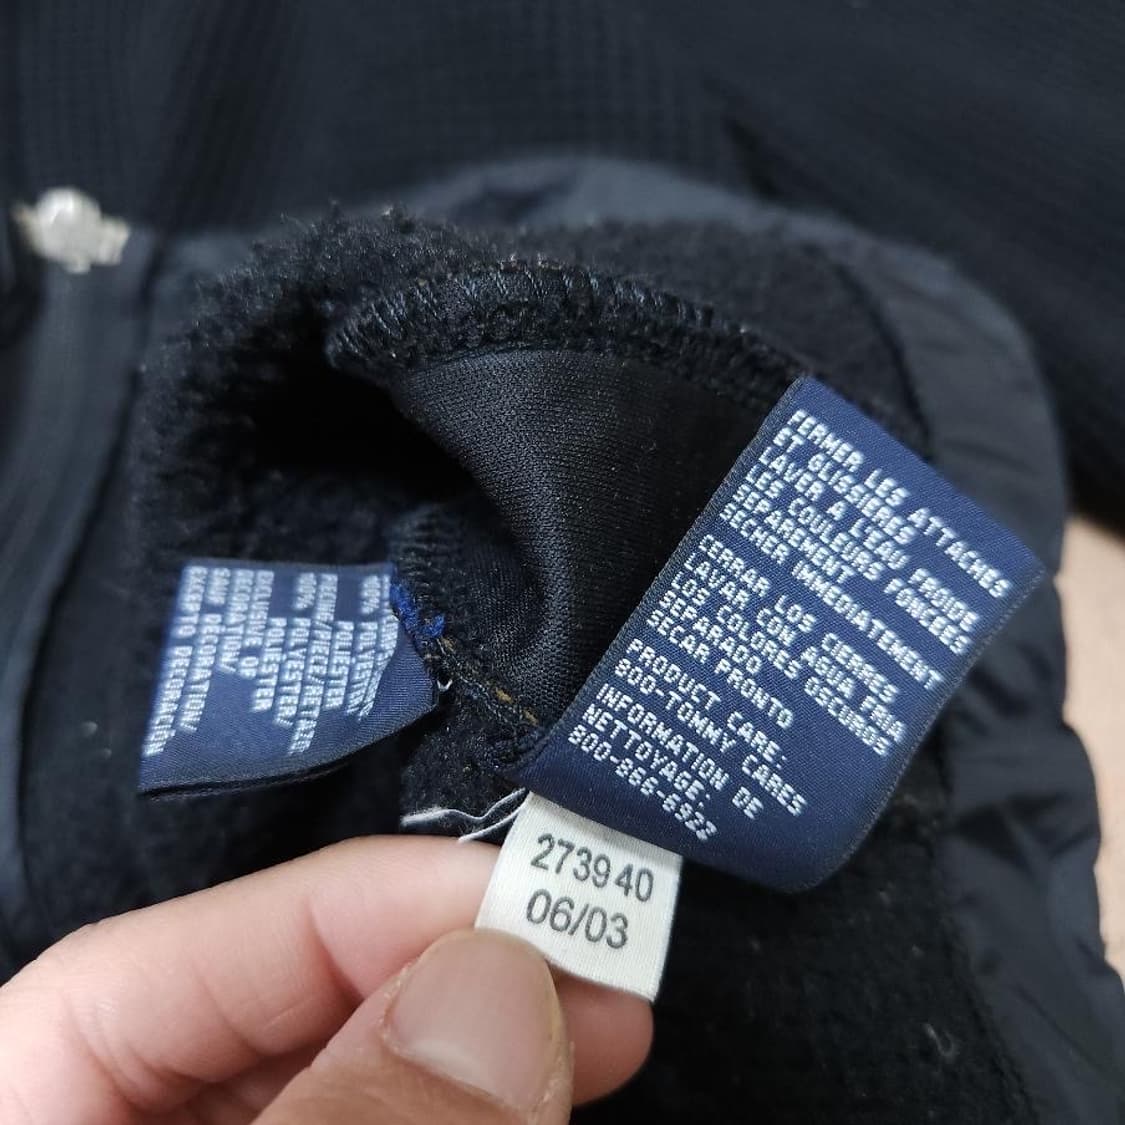 FERMER LES ATTACHES
ET GLISSIERES
LAVER A L'EAU FROIDE
LES COULEURS FONCEES
SEPAREMENT
SECHER IMMEDIATEMENT
CERRAR LOS CIERRES
LAVAR CON AGUA FRIA
LOS COLORES OSCUROS
SEPARADO
SECAR PRONTO
PRODUCT CARE.
800-TOMMY CARES
INFORMATION DE
NETTOYAGE:
800-866-6922
273940
06/03
POLYESTER/
POLIESTER
EXCLUSIVE OF
DECORATION/
SAUF DECORATION/
EXCEPTO DECORACION